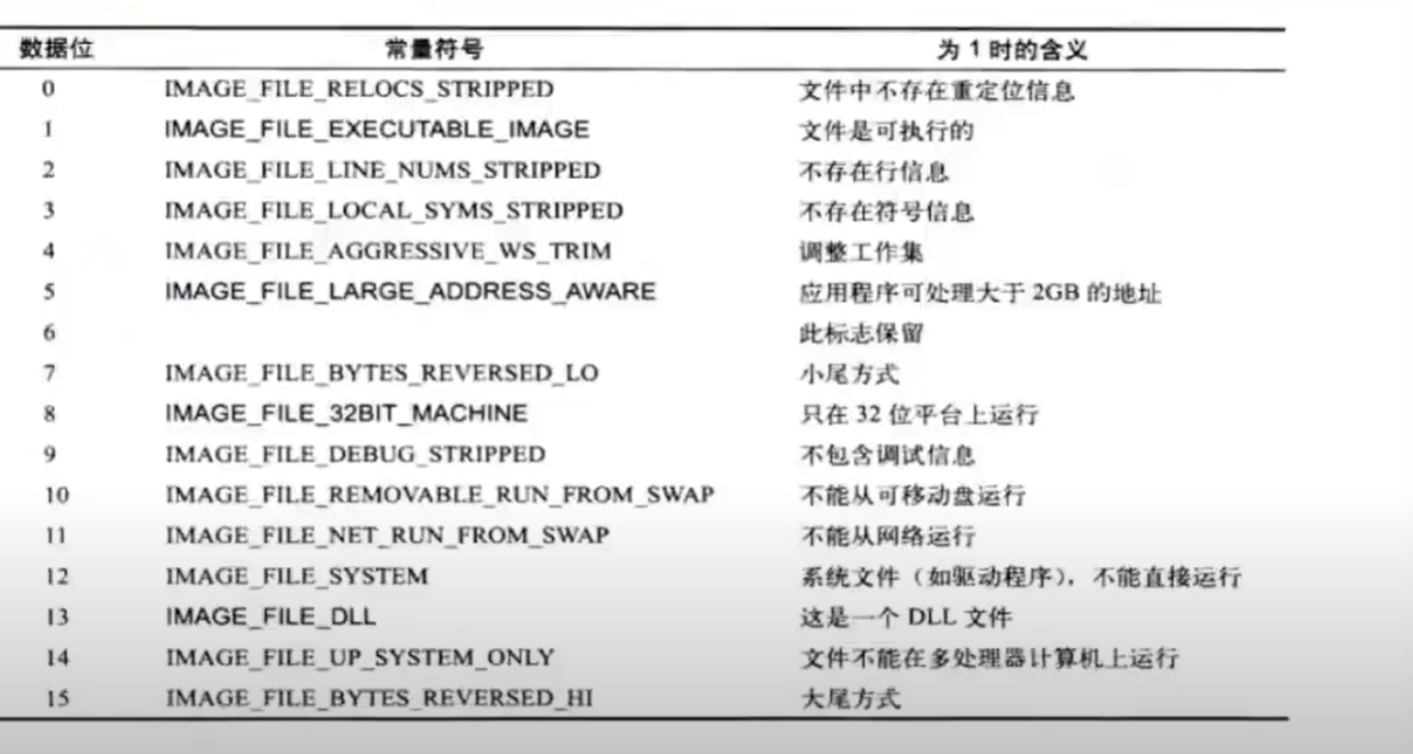 数据位 常量符号 为 1 时的含义
0 IMAGE_FILE_RELOCS_STRIPPED 文件中不存在重定位信息
1 IMAGE_FILE_EXECUTABLE_IMAGE 文件是可执行的
2 IMAGE_FILE_LINE_NUMS_STRIPPED 不存在行信息
3 IMAGE_FILE_LOCAL_SYMS_STRIPPED 不存在符号信息
4 IMAGE_FILE_AGGRESSIVE_WS_TRIM 调整工作集
5 IMAGE_FILE_LARGE_ADDRESS_AWARE 应用程序可处理大于 2GB 的地址
6 此标志保留
7 IMAGE_FILE_BYTES_REVERSED_LO 小尾方式
8 IMAGE_FILE_32BIT_MACHINE 只在 32 位平台上运行
9 IMAGE_FILE_DEBUG_STRIPPED 不包含调试信息
10 IMAGE_FILE_REMOVABLE_RUN_FROM_SWAP 不能从可移动盘运行
11 IMAGE_FILE_NET_RUN_FROM_SWAP 不能从网络运行
12 IMAGE_FILE_SYSTEM 系统文件（如驱动程序），不能直接运行
13 IMAGE_FILE_DLL 这是一个 DLL 文件
14 IMAGE_FILE_UP_SYSTEM_ONLY 文件不能在多处理器计算机上运行
15 IMAGE_FILE_BYTES_REVERSED_HI 大尾方式